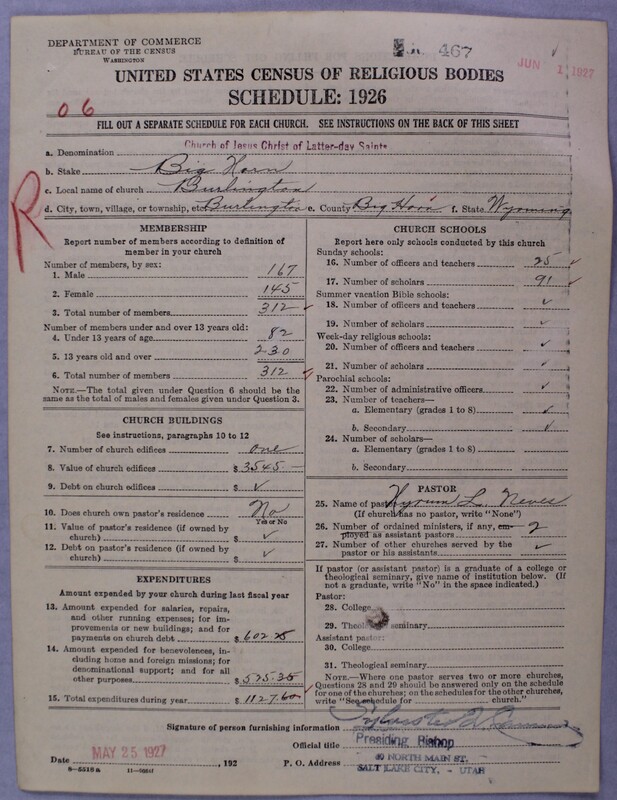 DEPARTMENT OF COMMERCE
BUREAU OF THE CENSUS
WASHINGTON
A 467
JUN 1 1927
UNITED STATES CENSUS OF RELIGIOUS BODIES
SCHEDULE: 1926
06
FILL OUT A SEPARATE SCHEDULE FOR EACH CHURCH. SEE INSTRUCTIONS ON THE BACK OF THIS SHEET
a. Denomination Church of Jesus Christ of Latter-day Saints
b. Stake Big Horn
c. Local name of church Burlington
d. City, town, village, or township, etc. Burlington e. County Big Horn f. State Wyoming
R
MEMBERSHIP
Report number of members according to definition of
member in your church
Number of members, by sex:
1. Male 167
2. Female 145
3. Total number of members 312
Number of members under and over 13 years old:
4. Under 13 years of age 82
5. 13 years old and over 230
6. Total number of members 312
NOTE.—The total given under Question 6 should be the
same as the total of males and females given under Question 3.
CHURCH BUILDINGS
See instructions, paragraphs 10 to 12
7. Number of church edifices one
8. Value of church edifices $ 3545 —
9. Debt on church edifices $ ✓
10. Does church own pastor's residence? No
Yes or No
11. Value of pastor's residence (if owned by
church) $ ✓
12. Debt on pastor's residence (if owned by
church) $ ✓
EXPENDITURES
Amount expended by your church during last fiscal year
13. Amount expended for salaries, repairs,
and other running expenses; for im-
provements or new buildings; and for
payments on church debt $ 602.25
14. Amount expended for benevolences, in-
cluding home and foreign missions; for
denominational support; and for all
other purposes $ 525.35
15. Total expenditures during year $ 1127.60
CHURCH SCHOOLS
Report here only schools conducted by this church
Sunday schools:
16. Number of officers and teachers 25 ✓
17. Number of scholars 91 ✓
Summer vacation Bible schools:
18. Number of officers and teachers ✓
19. Number of scholars ✓
Week-day religious schools:
20. Number of officers and teachers ✓
21. Number of scholars ✓
Parochial schools:
22. Number of administrative officers ✓
23. Number of teachers—
a. Elementary (grades 1 to 8) ✓
b. Secondary ✓
24. Number of scholars—
a. Elementary (grades 1 to 8)
b. Secondary
PASTOR
25. Name of pastor Hyrum L.
(If church has no pastor, write "None")
26. Number of ordained ministers, if any, em-
ployed as assistant pastors 2
27. Number of other churches served by the
pastor or his assistants ✓
If pastor (or assistant pastor) is a graduate of a college or
theological seminary, give name of institution below. (If
not a graduate, write "No" in the space indicated.)
Pastor:
28. College
29. Theological seminary
Assistant pastor:
30. College
31. Theological seminary
NOTE.—Where one pastor serves two or more churches,
Questions 28 and 29 should be answered only on the schedule
for one of the churches; on the schedules for the other churches,
write "See schedule for church."
Signature of person furnishing information Sylvester Q. Cannon
Official title Presiding Bishop
Date MAY 25 1927 , 192 P. O. Address 40 NORTH MAIN ST.
SALT LAKE CITY, - UTAH